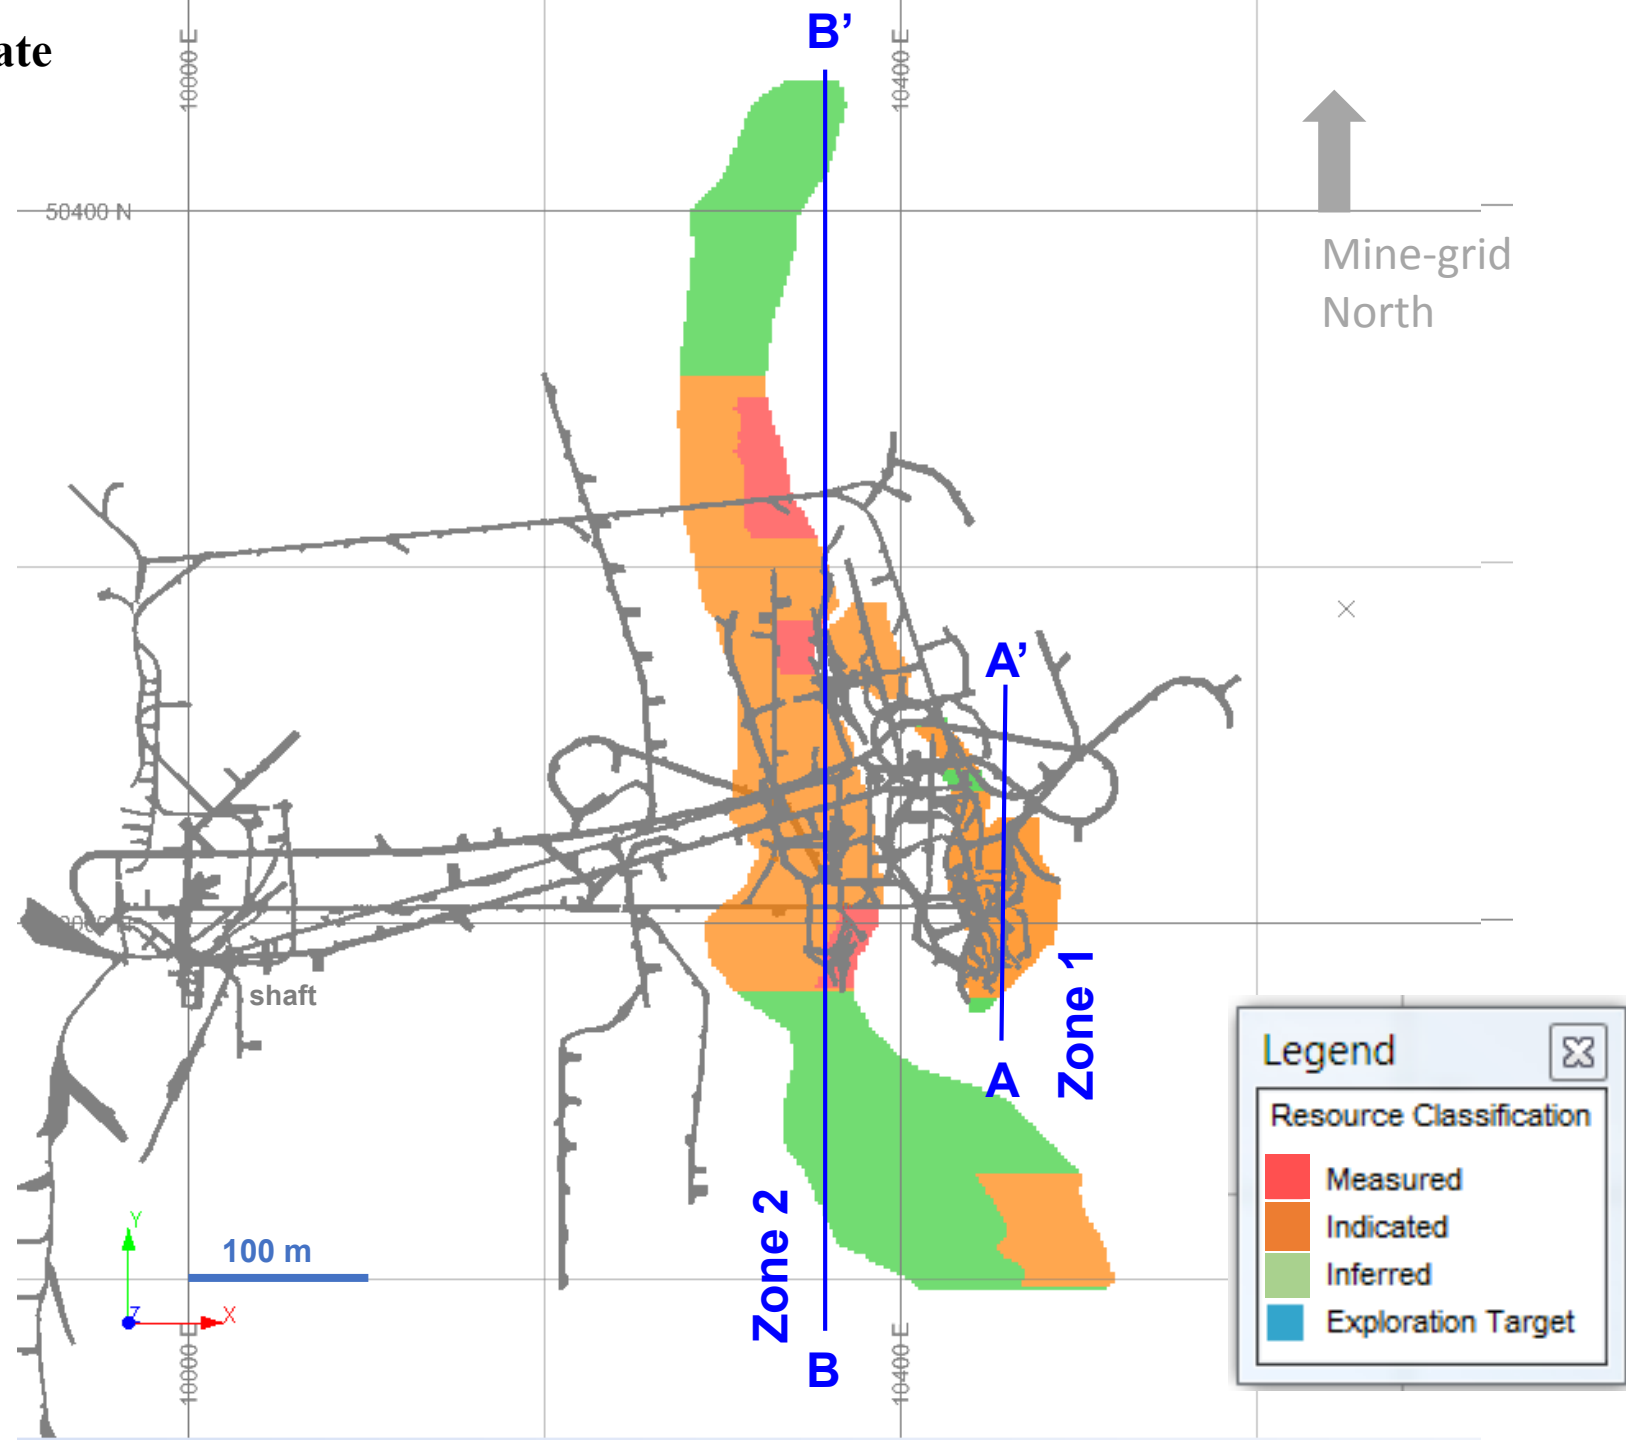 ate
B’
10000 E
10400 E
50400 N
Mine-grid
North
A’
shaft
Zone 1
A
Zone 2
B
100 m
Y
Z
X
10000 E
10400 E
Legend
Resource Classification
Measured
Indicated
Inferred
Exploration Target